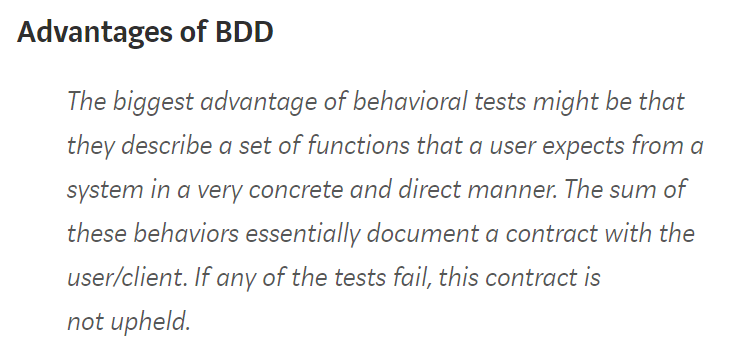 Advantages of BDD
The biggest advantage of behavioral tests might be that
they describe a set of functions that a user expects from a
system in a very concrete and direct manner. The sum of
these behaviors essentially document a contract with the
user/client. If any of the tests fail, this contract is
not upheld.